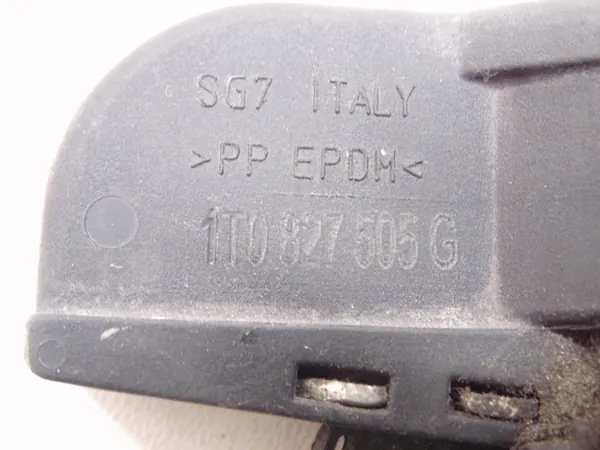 SG7 ITALY
>PP EPDM<
1T0 827 505 G